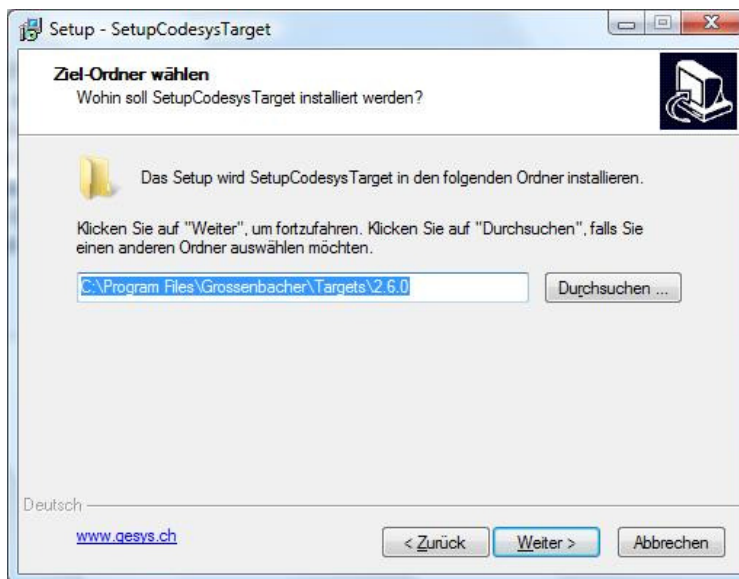 Setup - SetupCodesysTarget
Ziel-Ordner wählen
Wohin soll SetupCodesysTarget installiert werden?
Das Setup wird SetupCodesysTarget in den folgenden Ordner installieren.
Klicken Sie auf "Weiter", um fortzufahren. Klicken Sie auf "Durchsuchen", falls Sie
einen anderen Ordner auswählen möchten.
C:\Program Files\Grossenbacher\Targets\2.6.0
Durchsuchen ...
Deutsch
www.gesys.ch
< Zurück
Weiter >
Abbrechen